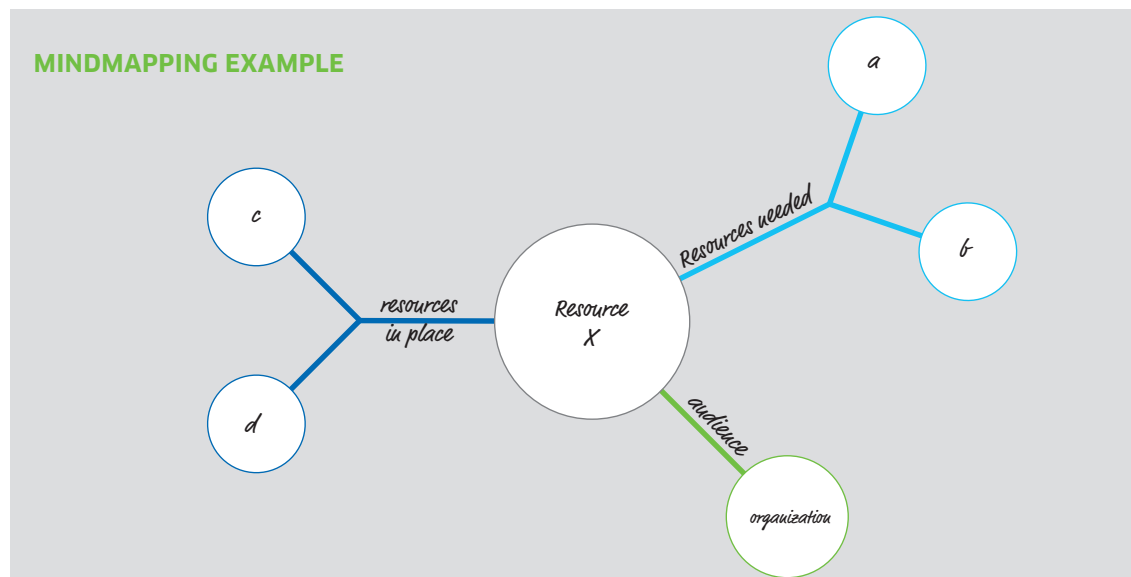 MINDMAPPING EXAMPLE
a
Resources needed
b
c
resources
in place
d
Resource
X
audience
organization